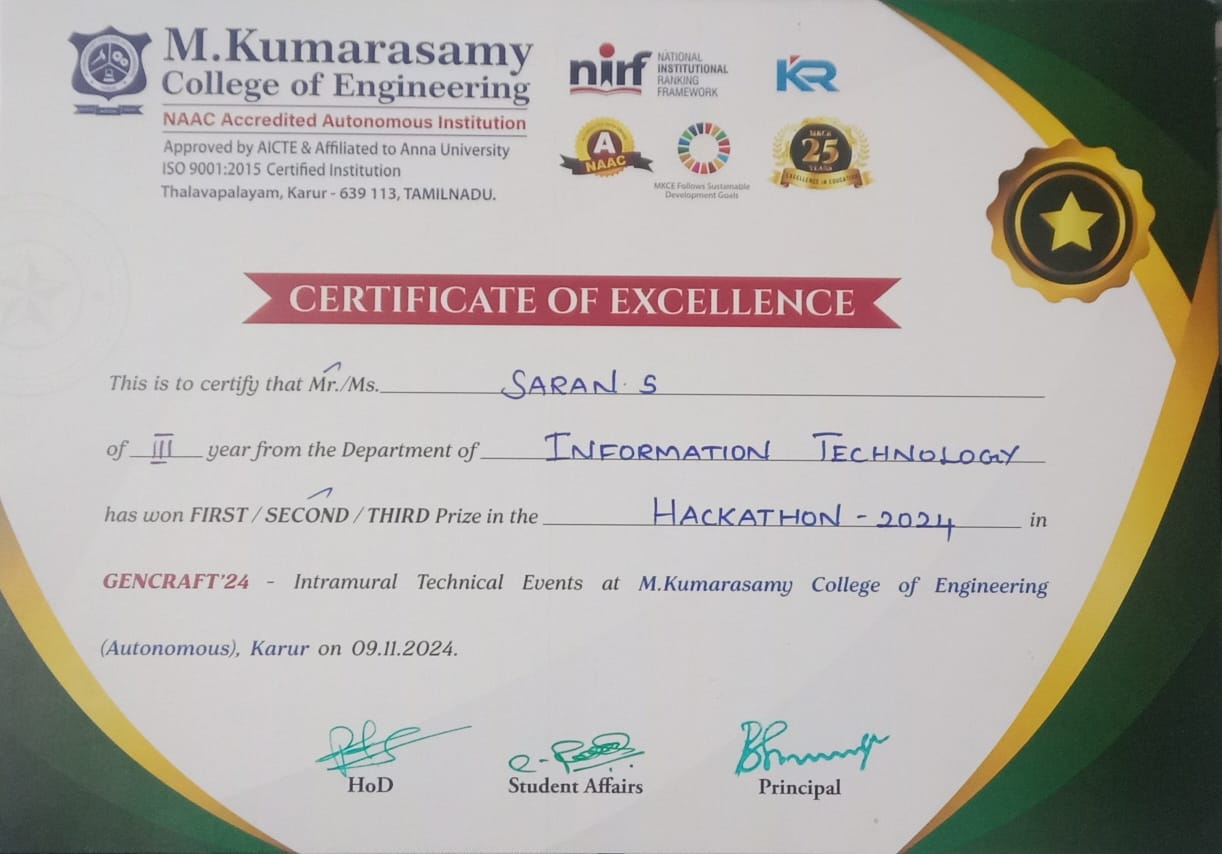 M.Kumarasamy
College of Engineering
NAAC Accredited Autonomous Institution
Approved by AICTE & Affiliated to Anna University
ISO 9001:2015 Certified Institution
Thalavapalayam, Karur - 639 113, TAMILNADU.
nirf NATIONAL INSTITUTIONAL RANKING FRAMEWORK
KR
A NAAC
MKCE Follows Sustainable
Development Goals
MKCE
25
YEARS
EXCELLENCE IN EDUCATION
CERTIFICATE OF EXCELLENCE
This is to certify that Mr./Ms. SARAN. S
of III year from the Department of INFORMATION TECHNOLOGY
has won FIRST / SECOND / THIRD Prize in the HACKATHON - 2024 in
GENCRAFT'24 - Intramural Technical Events at M.Kumarasamy College of Engineering
(Autonomous), Karur on 09.11.2024.
HoD
Student Affairs
Principal